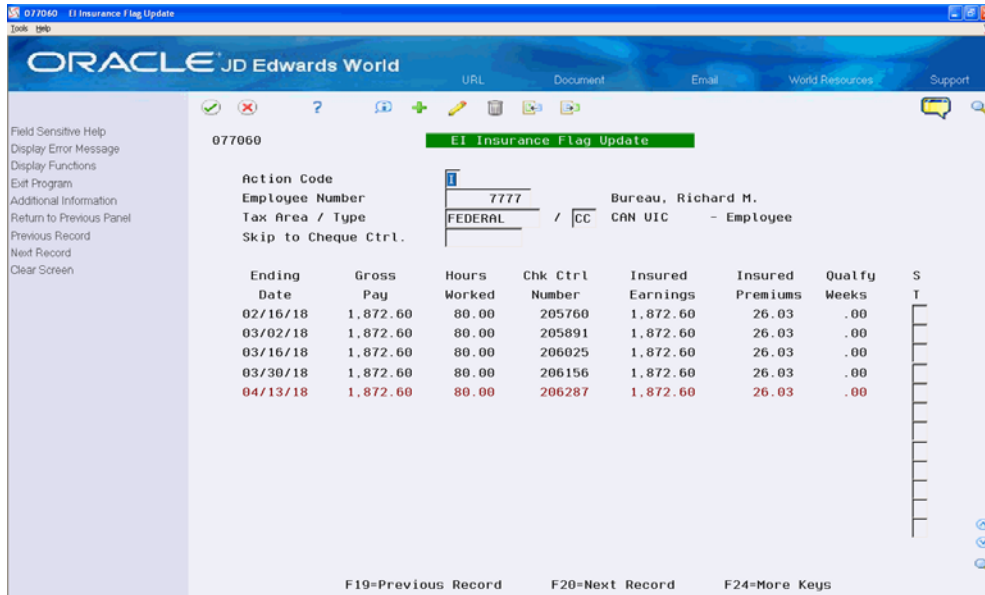 077060 EI Insurance Flag Update
Tools Help
ORACLE JD Edwards World
URL Document Email World Resources Support
Field Sensitive Help
Display Error Message
Display Functions
Exit Program
Additional Information
Return to Previous Panel
Previous Record
Next Record
Clear Screen
077060 EI Insurance Flag Update
Action Code I
Employee Number 7777 Bureau, Richard M.
Tax Area / Type FEDERAL / CC CAN UIC - Employee
Skip to Cheque Ctrl.
Ending Gross Hours Chk Ctrl Insured Insured Qualfy S
Date Pay Worked Number Earnings Premiums Weeks T
02/16/18 1,872.60 80.00 205760 1,872.60 26.03 .00
03/02/18 1,872.60 80.00 205891 1,872.60 26.03 .00
03/16/18 1,872.60 80.00 206025 1,872.60 26.03 .00
03/30/18 1,872.60 80.00 206156 1,872.60 26.03 .00
04/13/18 1,872.60 80.00 206287 1,872.60 26.03 .00
F19=Previous Record F20=Next Record F24=More Keys